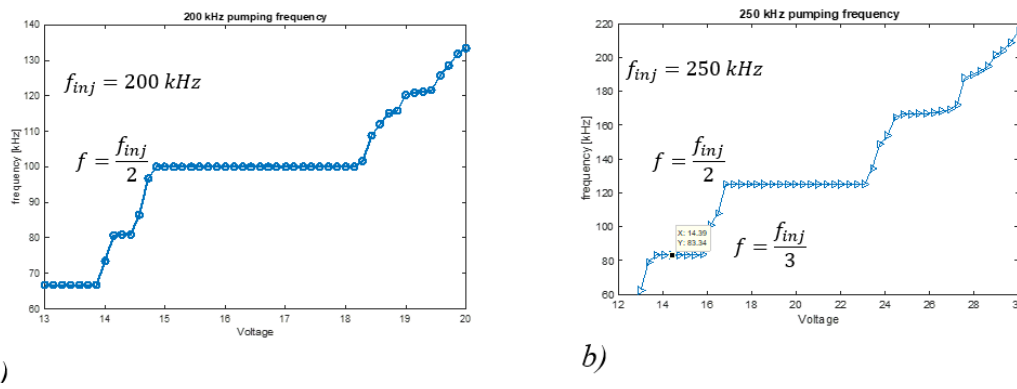 200 kHz pumping frequency
f_inj = 200 kHz
f = f_inj/2
frequency [kHz]
140
130
120
110
100
90
80
70
60
13
14
15
16
17
18
19
20
Voltage
)
250 kHz pumping frequency
f_inj = 250 kHz
f = f_inj/2
X: 14.39
Y: 83.34
f = f_inj/3
frequency [kHz]
220
200
180
160
140
120
100
80
60
12
14
16
18
20
22
24
26
28
3
Voltage
b)